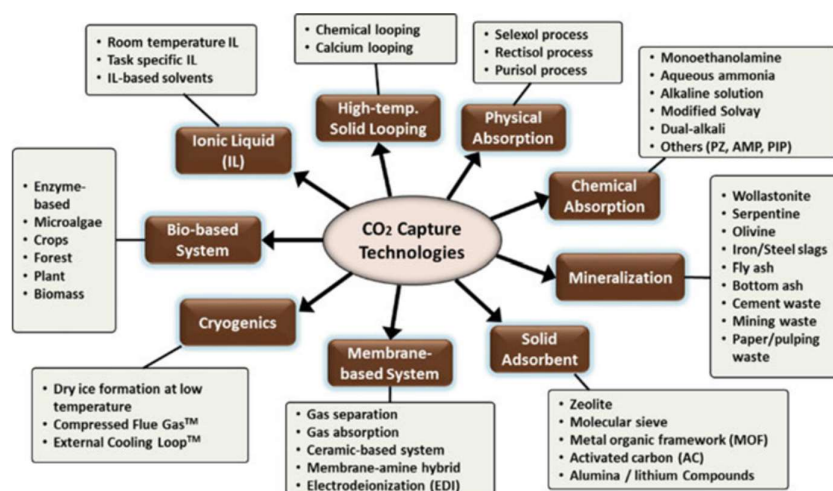 • Room temperature IL
• Task specific IL
• IL-based solvents
Ionic Liquid
(IL)
• Chemical looping
• Calcium looping
High-temp.
Solid Looping
• Selexol process
• Rectisol process
• Purisol process
Physical
Absorption
• Monoethanolamine
• Aqueous ammonia
• Alkaline solution
• Modified Solvay
• Dual-alkali
• Others (PZ, AMP, PIP)
Chemical
Absorption
• Enzyme-
based
• Microalgae
• Crops
• Forest
• Plant
• Biomass
Bio-based
System
CO₂ Capture
Technologies
Mineralization
• Wollastonite
• Serpentine
• Olivine
• Iron/Steel slags
• Fly ash
• Bottom ash
• Cement waste
• Mining waste
• Paper/pulping
waste
Cryogenics
• Dry ice formation at low
temperature
• Compressed Flue Gas™
• External Cooling Loop™
Membrane-
based System
• Gas separation
• Gas absorption
• Ceramic-based system
• Membrane-amine hybrid
• Electrodeionization (EDI)
Solid
Adsorbent
• Zeolite
• Molecular sieve
• Metal organic framework (MOF)
• Activated carbon (AC)
• Alumina / lithium Compounds